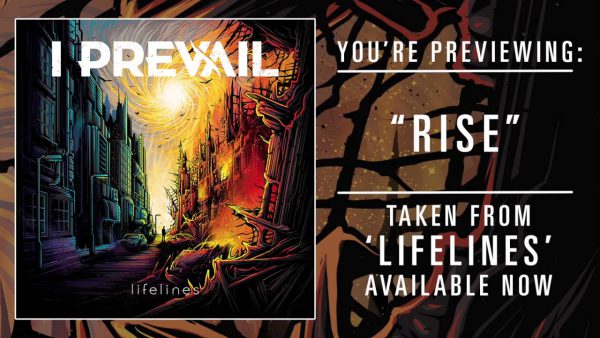 I PREVAIL
lifelines
YOU'RE PREVIEWING:
"RISE"
TAKEN FROM
'LIFELINES'
AVAILABLE NOW